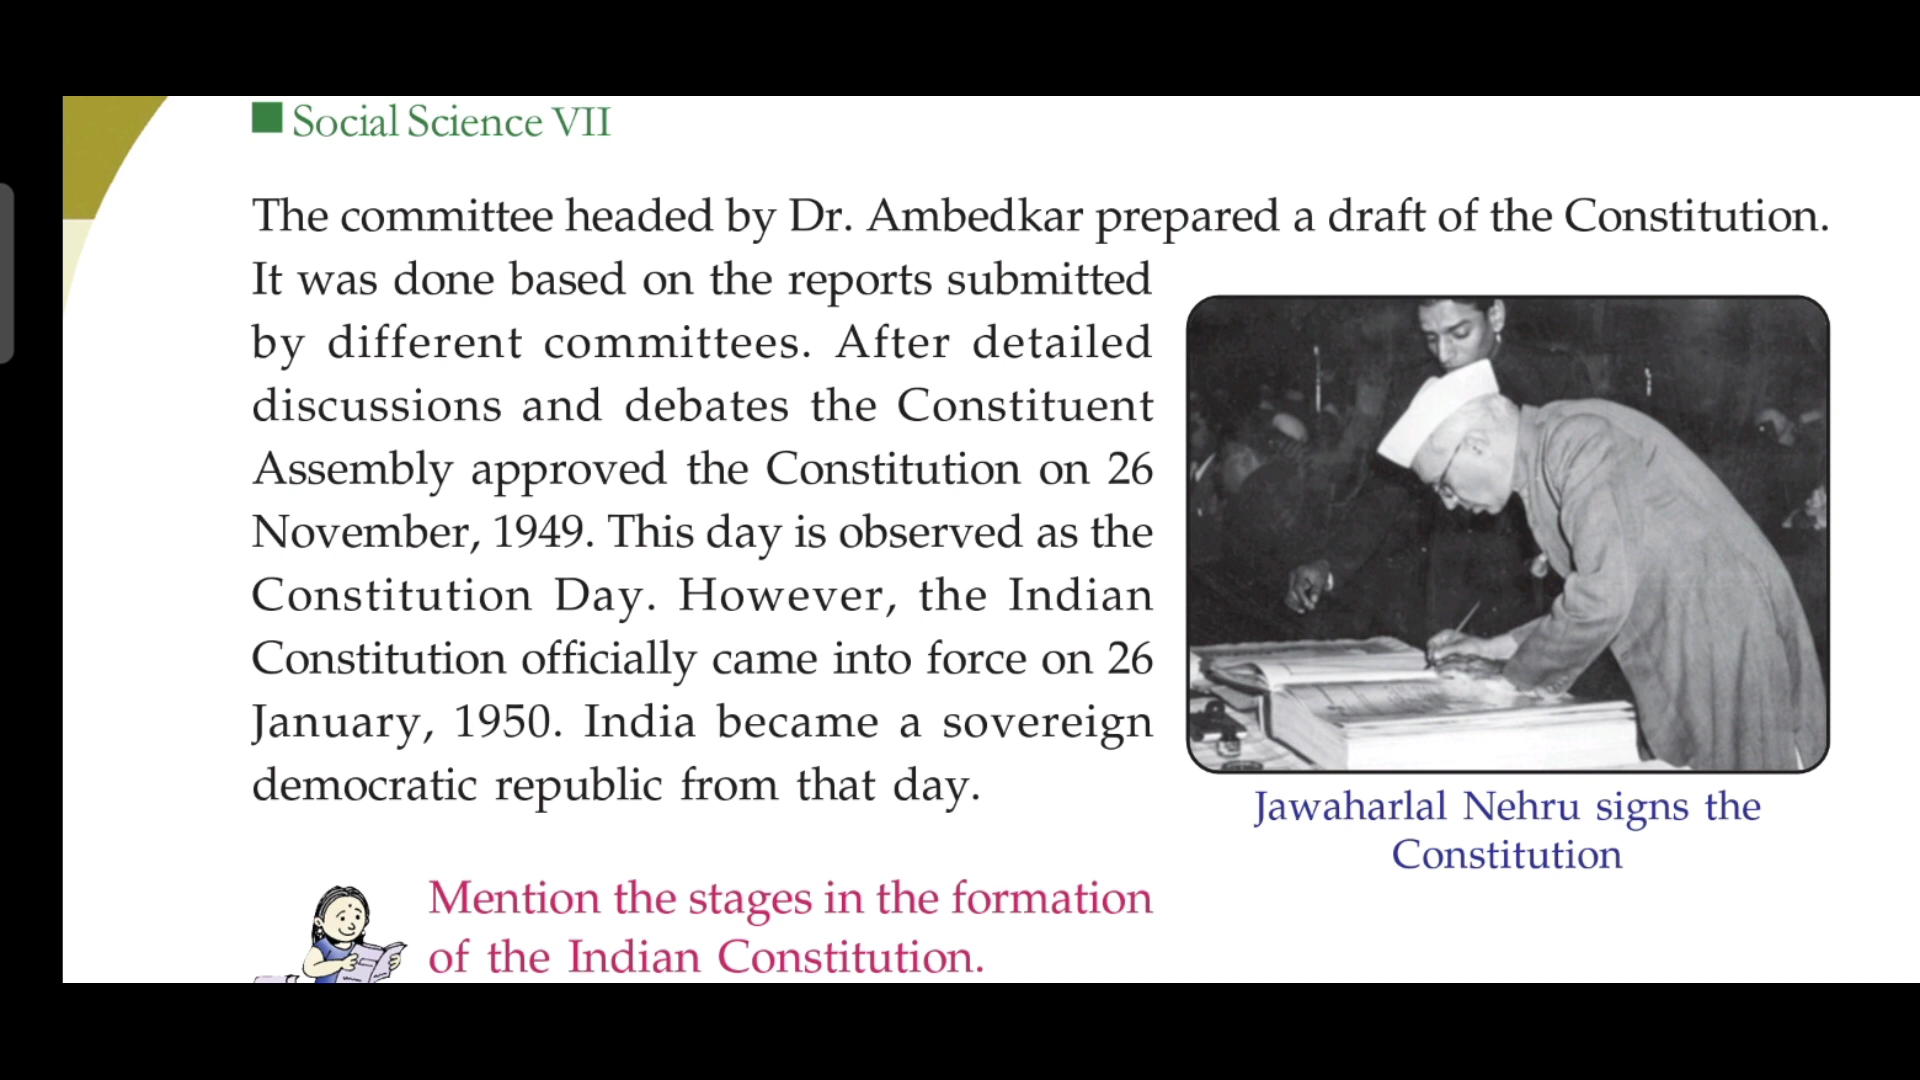 Social Science VII
The committee headed by Dr. Ambedkar prepared a draft of the Constitution.
It was done based on the reports submitted
by different committees. After detailed
discussions and debates the Constituent
Assembly approved the Constitution on 26
November, 1949. This day is observed as the
Constitution Day. However, the Indian
Constitution officially came into force on 26
January, 1950. India became a sovereign
democratic republic from that day.
Jawaharlal Nehru signs the
Constitution
Mention the stages in the formation
of the Indian Constitution.